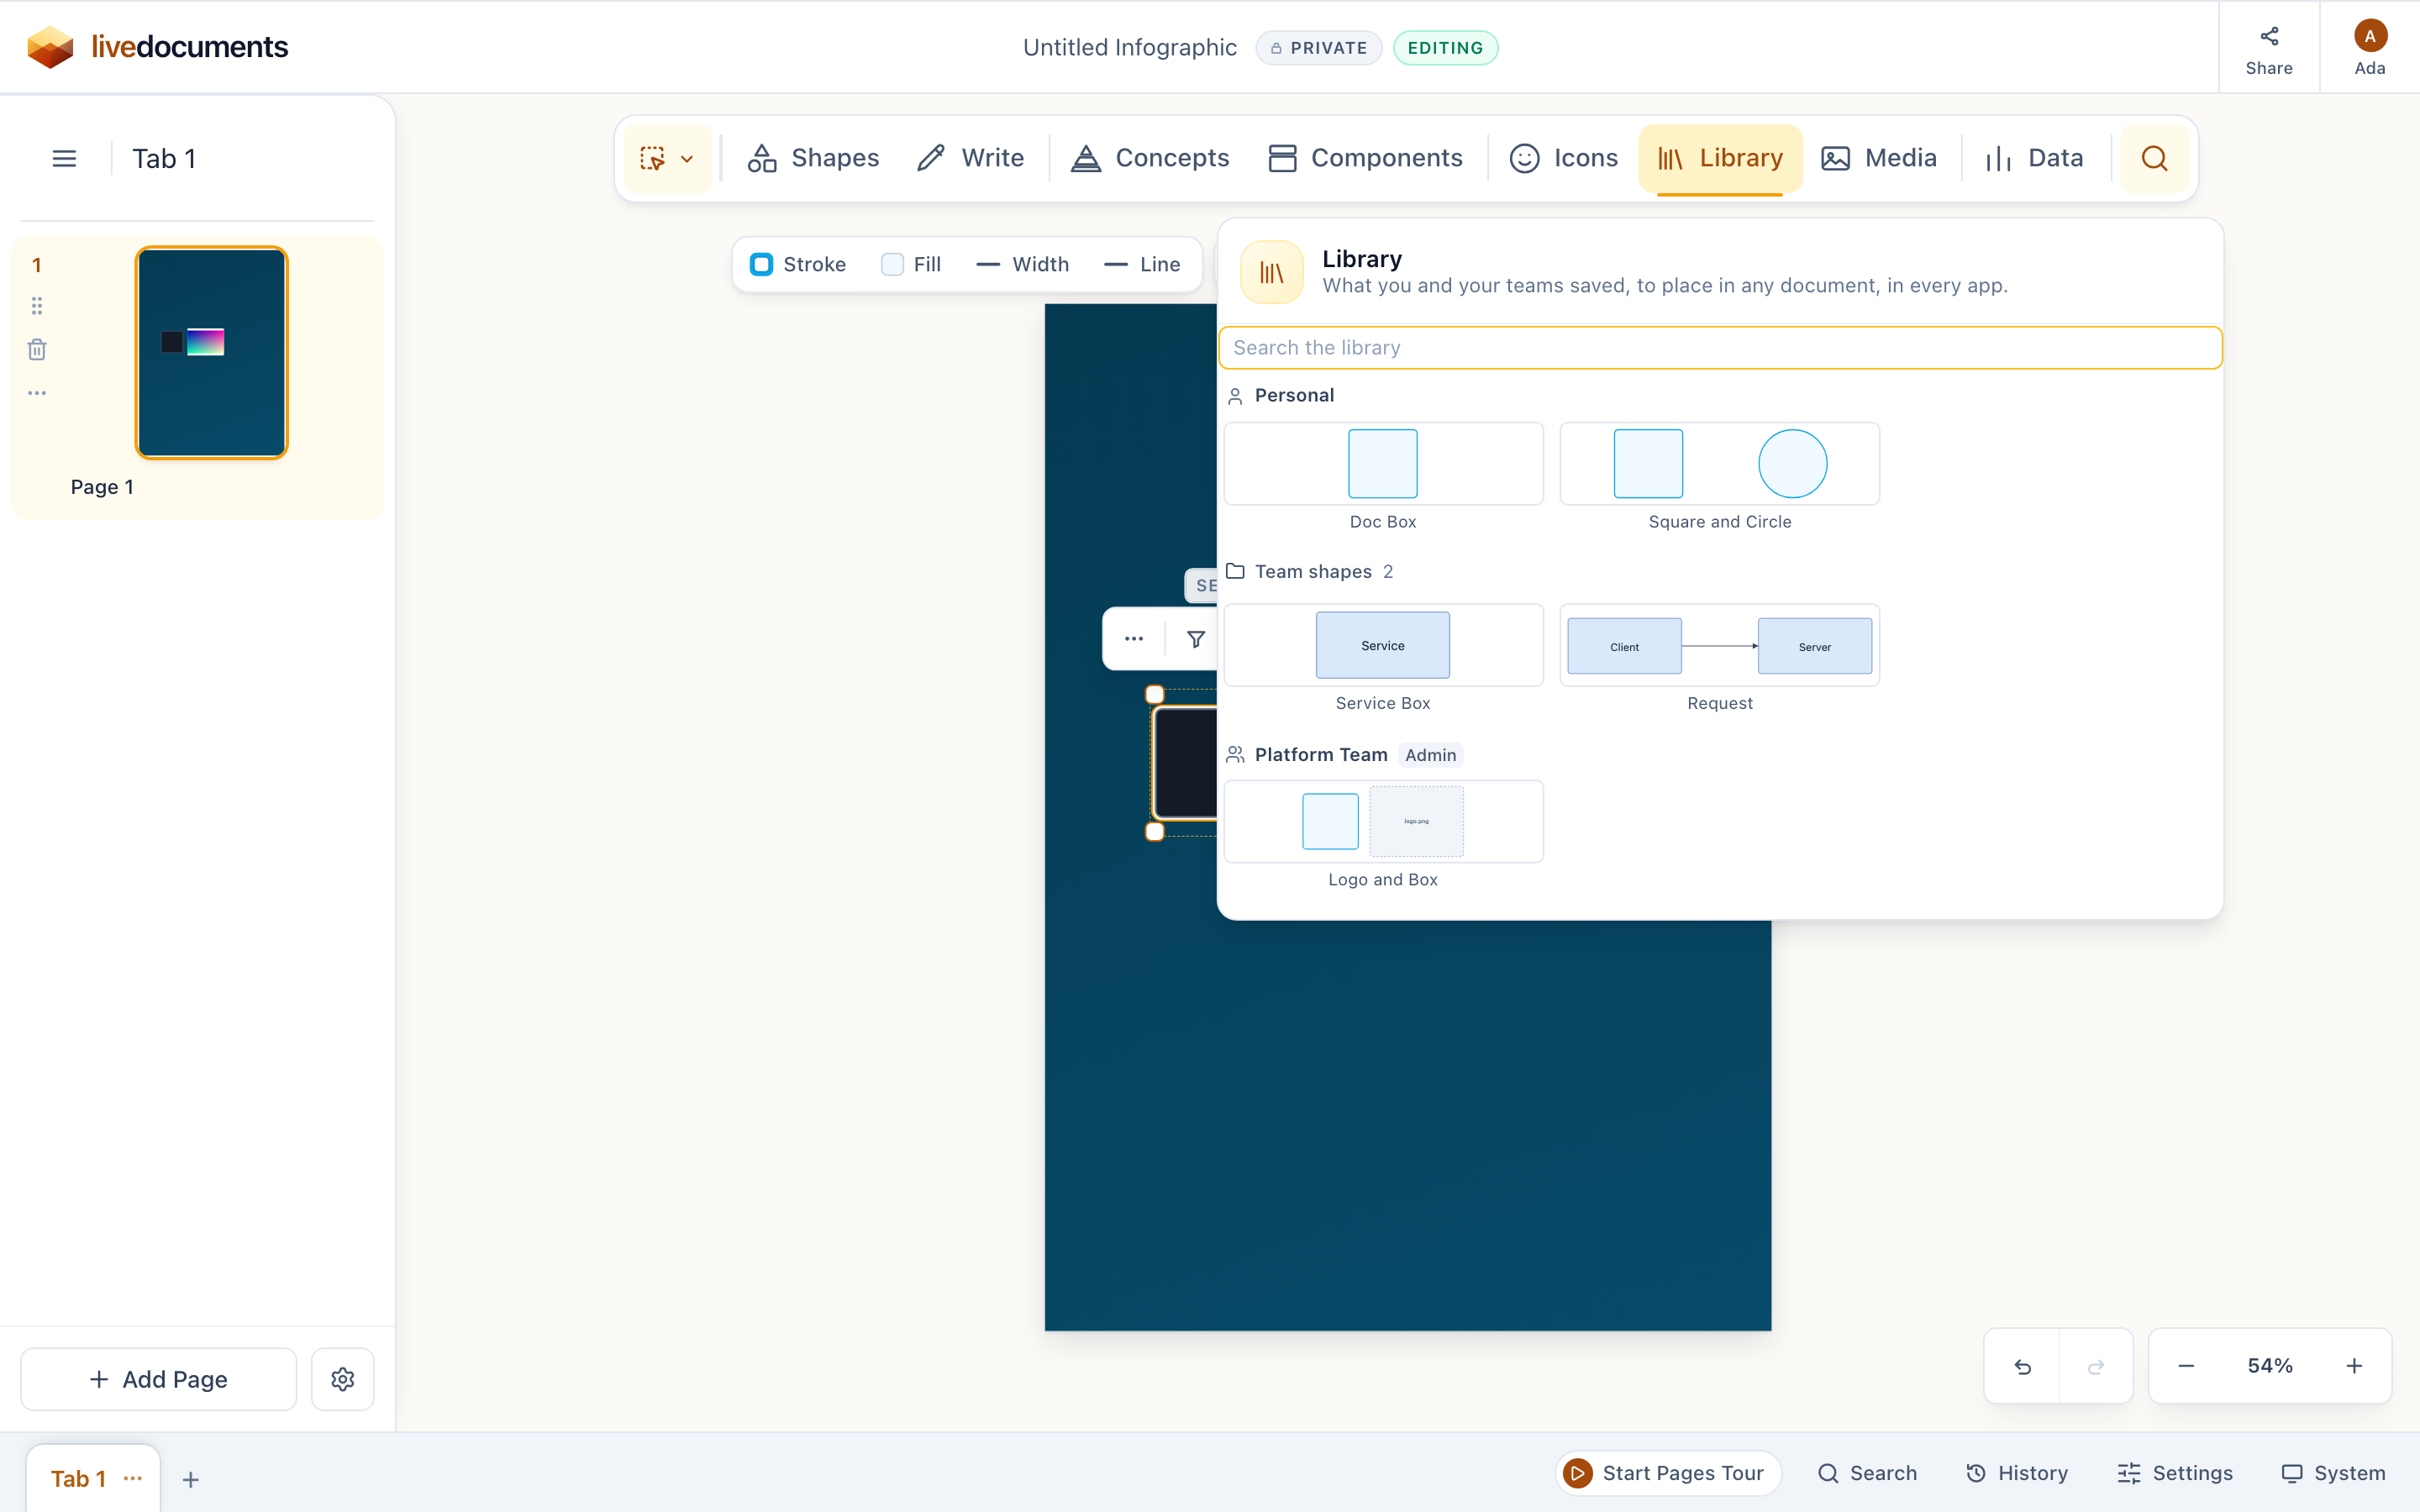 livedocuments
Untitled Infographic
PRIVATE
EDITING
Share
A
Ada
Tab 1
Shapes
Write
Concepts
Components
Icons
Library
Media
Data
1
Page 1
Stroke
Fill
Width
Line
Library
What you and your teams saved, to place in any document, in every app.
Search the library
Personal
Doc Box
Square and Circle
Team shapes 2
Service
Client
Server
Service Box
Request
Platform Team Admin
logo.png
Logo and Box
SE
Add Page
54%
Tab 1
Start Pages Tour
Search
History
Settings
System